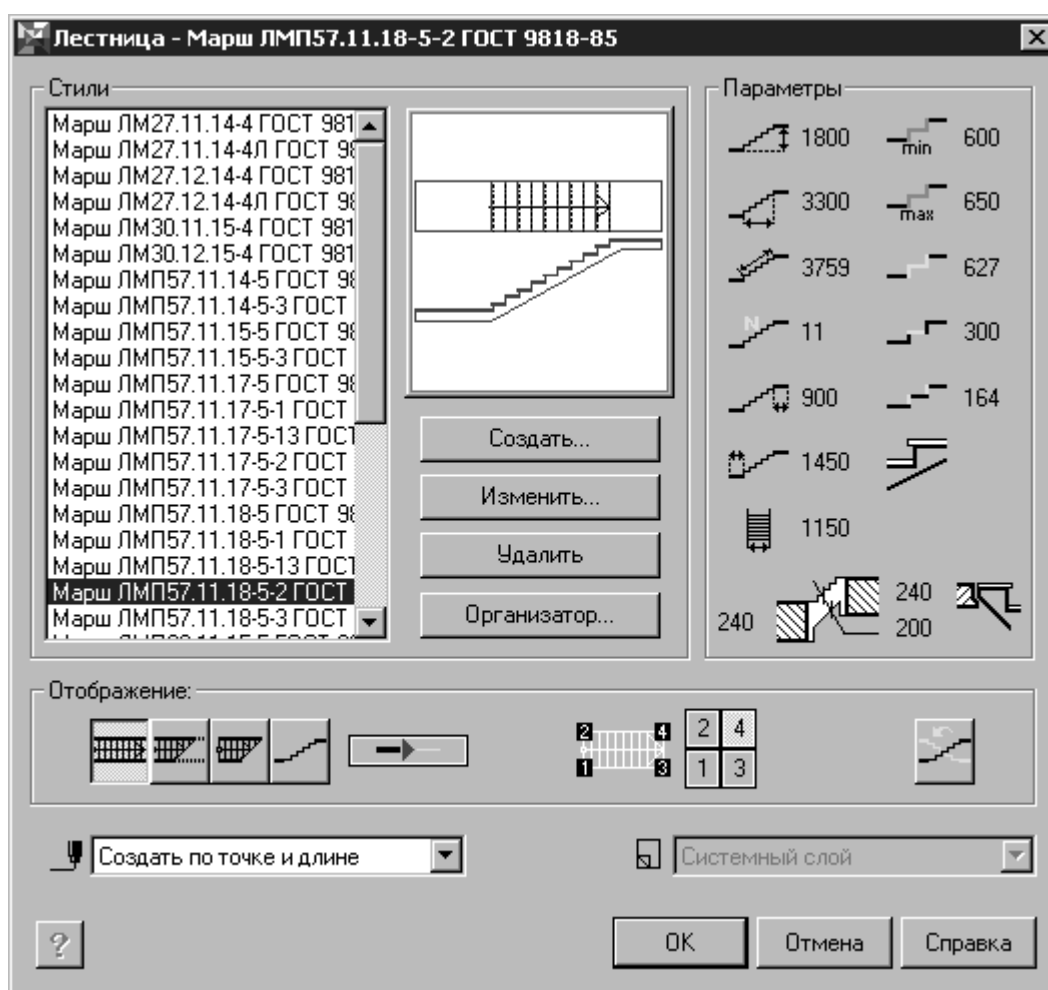 Лестница - Марш ЛМП57.11.18-5-2 ГОСТ 9818-85
Стили
Марш ЛМ27.11.14-4 ГОСТ 981
Марш ЛМ27.11.14-4Л ГОСТ 98
Марш ЛМ27.12.14-4 ГОСТ 981
Марш ЛМ27.12.14-4Л ГОСТ 98
Марш ЛМ30.11.15-4 ГОСТ 981
Марш ЛМ30.12.15-4 ГОСТ 981
Марш ЛМП57.11.14-5 ГОСТ 98
Марш ЛМП57.11.14-5-3 ГОСТ
Марш ЛМП57.11.15-5 ГОСТ 98
Марш ЛМП57.11.15-5-3 ГОСТ
Марш ЛМП57.11.17-5 ГОСТ 98
Марш ЛМП57.11.17-5-1 ГОСТ
Марш ЛМП57.11.17-5-13 ГОСТ
Марш ЛМП57.11.17-5-2 ГОСТ
Марш ЛМП57.11.17-5-3 ГОСТ
Марш ЛМП57.11.18-5 ГОСТ 98
Марш ЛМП57.11.18-5-1 ГОСТ
Марш ЛМП57.11.18-5-13 ГОСТ
Марш ЛМП57.11.18-5-2 ГОСТ
Марш ЛМП57.11.18-5-3 ГОСТ
Создать...
Изменить...
Удалить
Организатор...
Параметры
1800 min 600
3300 max 650
3759 627
N 11 300
900 164
1450
1150
240 240
200
Отображение:
2 4 2 4
1 3 1 3
Создать по точке и длине
Системный слой
? OK Отмена Справка